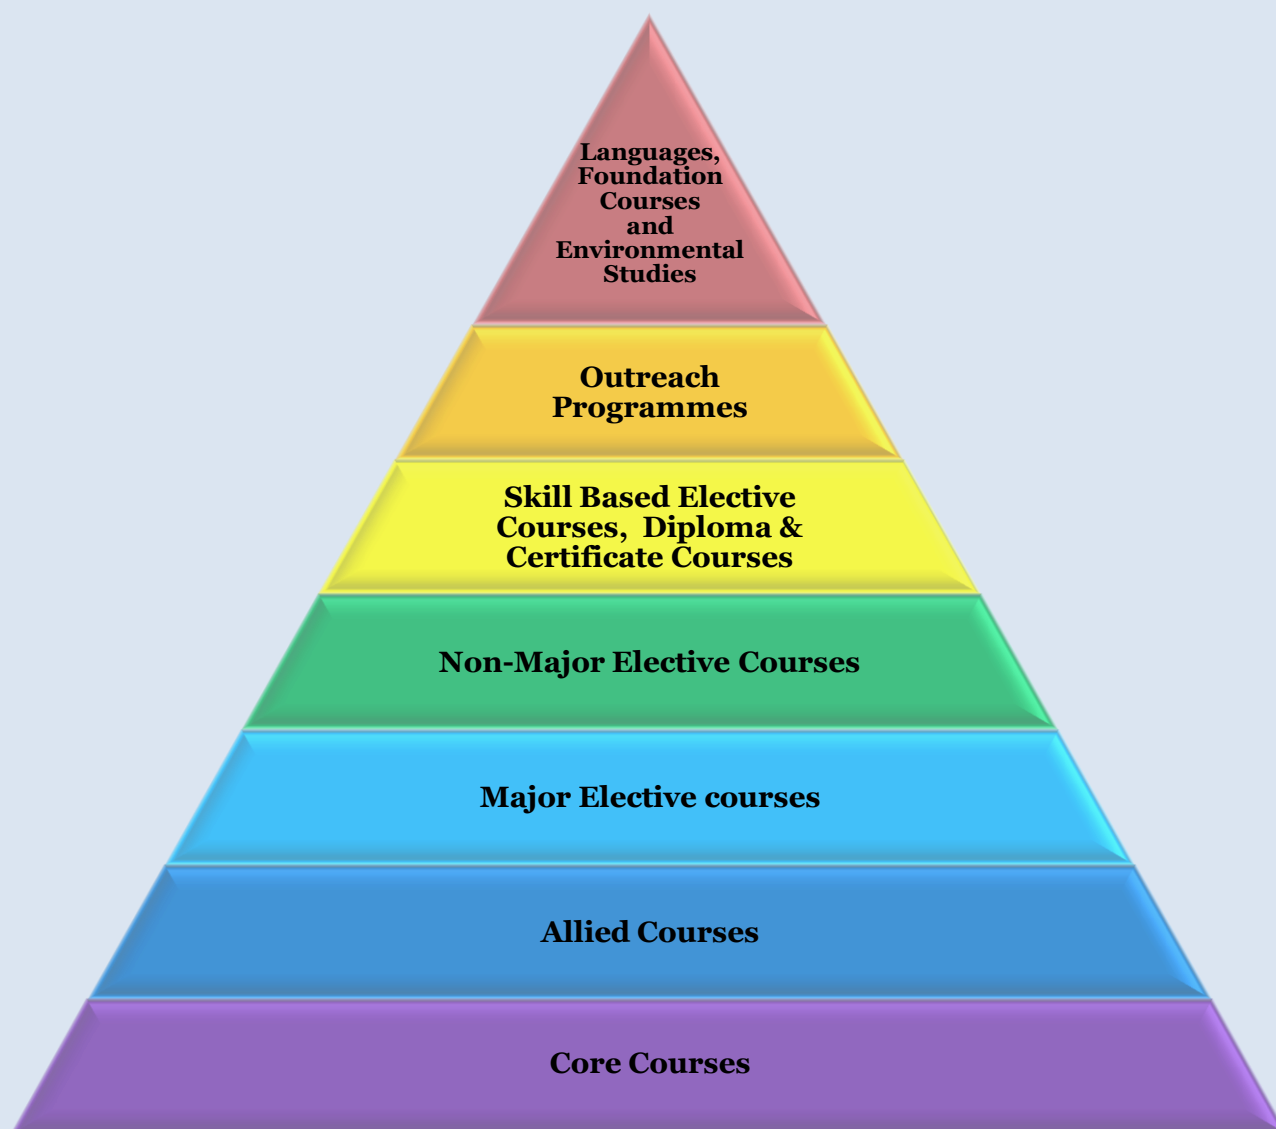 Languages,
Foundation
Courses
and
Environmental
Studies
Outreach
Programmes
Skill Based Elective
Courses,  Diploma &
Certificate Courses
Non-Major Elective Courses
Major Elective courses
Allied Courses
Core Courses